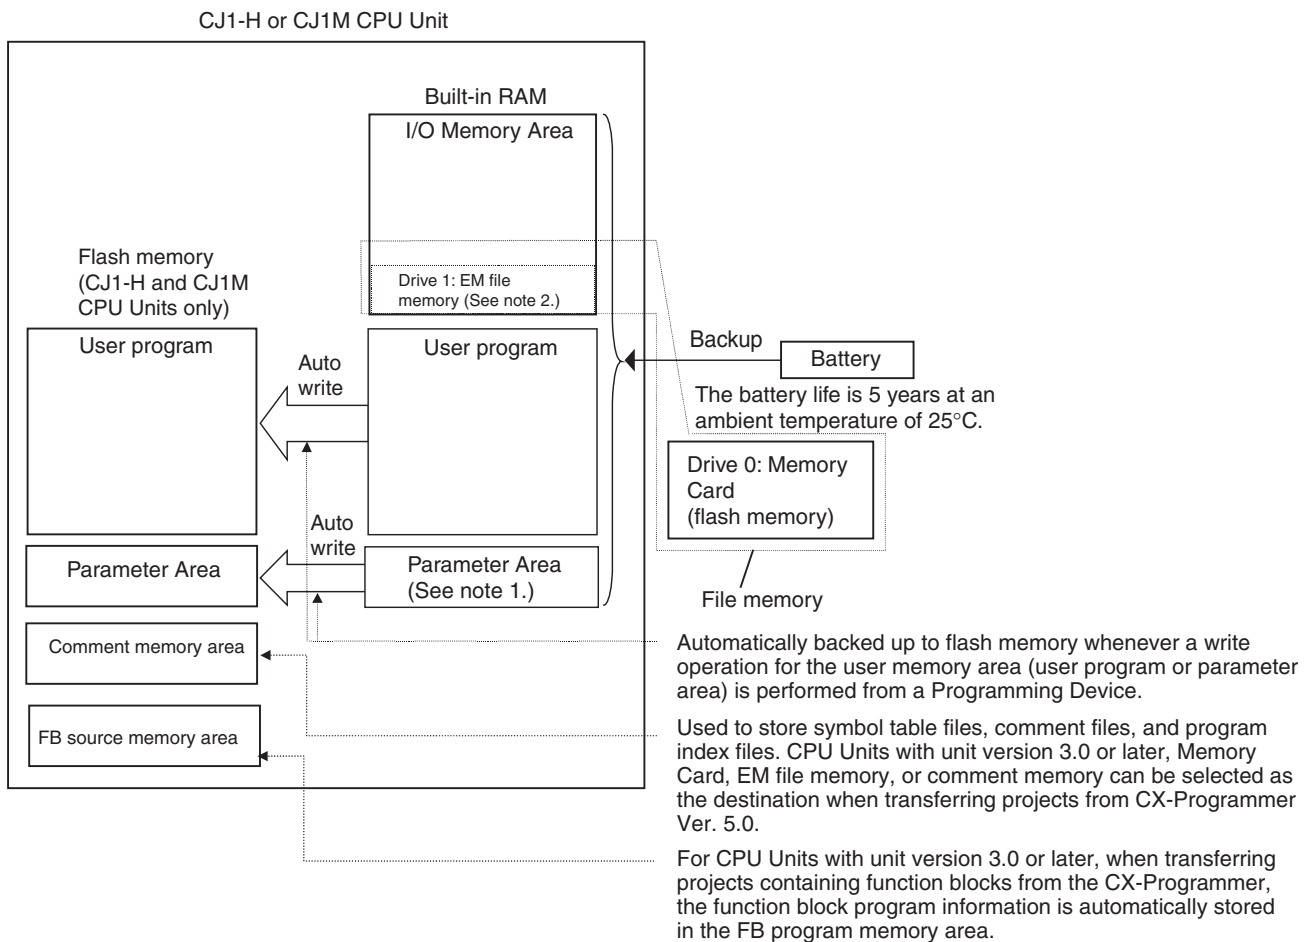 CJ1-H or CJ1M CPU Unit
Built-in RAM
I/O Memory Area
Drive 1: EM file
memory (See note 2.)
Flash memory
(CJ1-H and CJ1M
CPU Units only)
User program
Auto
write
User program
Backup
Battery
The battery life is 5 years at an
ambient temperature of 25°C.
Drive 0: Memory
Card
(flash memory)
Auto
write
Parameter Area
Parameter Area
(See note 1.)
File memory
Comment memory area
FB source memory area
Automatically backed up to flash memory whenever a write
operation for the user memory area (user program or parameter
area) is performed from a Programming Device.
Used to store symbol table files, comment files, and program
index files. CPU Units with unit version 3.0 or later, Memory
Card, EM file memory, or comment memory can be selected as
the destination when transferring projects from CX-Programmer
Ver. 5.0.
For CPU Units with unit version 3.0 or later, when transferring
projects containing function blocks from the CX-Programmer,
the function block program information is automatically stored
in the FB program memory area.